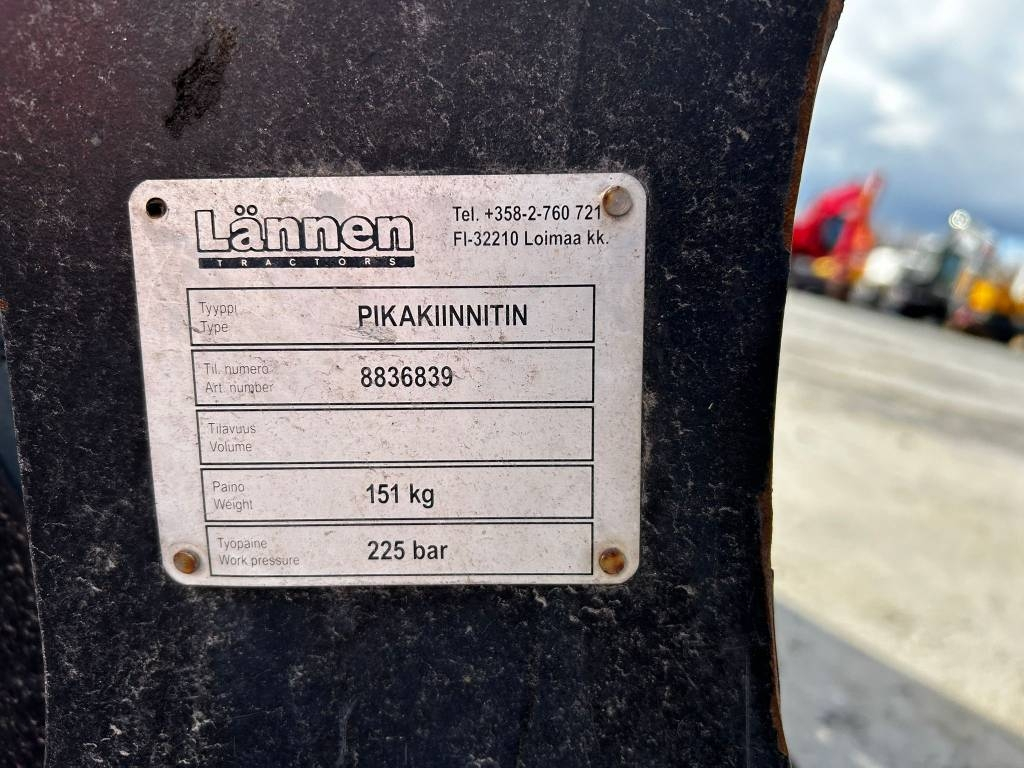 Lännen
TRACTORS
Tel. +358-2-760 721
FI-32210 Loimaa kk.
Tyyppi
Type
PIKAKIINNITIN
Til. numero
Art. number
8836839
Tilavuus
Volume
Paino
Weight
151 kg
Työpaine
Work pressure
225 bar